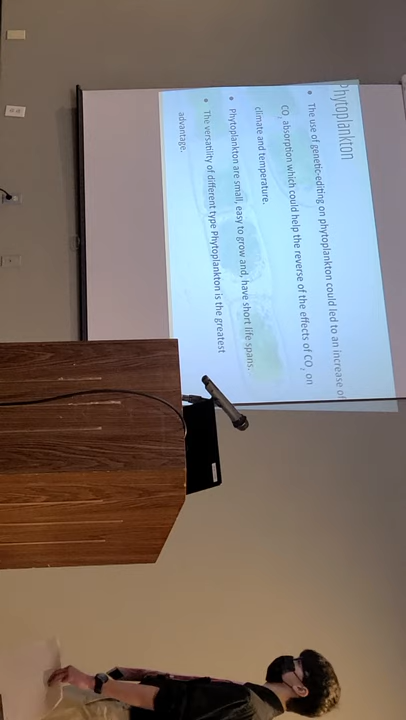 Phytoplankton
• The use of genetic-editing on phytoplankton could led to an increase of
CO₂ absorption which could help the reverse of the effects of CO₂ on
climate and temperature.
• Phytoplankton are small, easy to grow and, have short life spans.
• The versatility of different type Phytoplankton is the greatest
advantage.